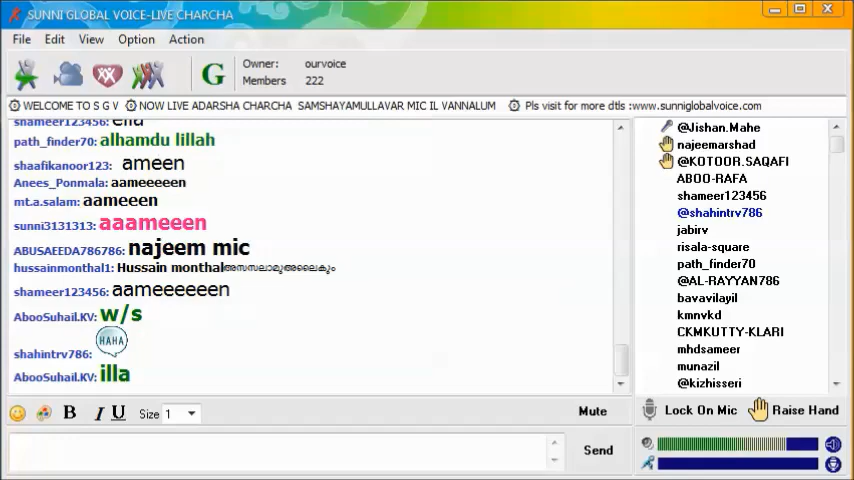 SUNNI GLOBAL VOICE-LIVE CHARCHA
File Edit View Option Action
G Owner: ourvoice
Members 222
WELCOME TO S G V NOW LIVE ADARSHA CHARCHA SAMSHAYAMULLAVAR MIC IL VANNALUM Pls visit for more dtls :www.sunniglobalvoice.com
shameer123456:
path_finder70: alhamdu lillah
shaafikanoor123: ameen
Anees_Ponmala: aameeeeen
mt.a.salam: aameeen
sunni3131313: aaameeen
ABUSAEEDA786786: najeem mic
hussainmonthal1: Hussain monthalഅസസലാമുഅലൈകും
shameer123456: aameeeeeen
AbooSuhail.KV: w/s
HAHA
shahintrv786:
AbooSuhail.KV: illa
@Jishan.Mahe
najeemarshad
@KOTOOR.SAQAFI
ABOO-RAFA
shameer123456
@shahintrv786
jabirv
risala-square
path_finder70
@AL-RAYYAN786
bavavilayil
kmnvkd
CKMKUTTY-KLARI
mhdsameer
munazil
@kizhisseri
B I U Size 1 Mute
Lock On Mic Raise Hand
Send